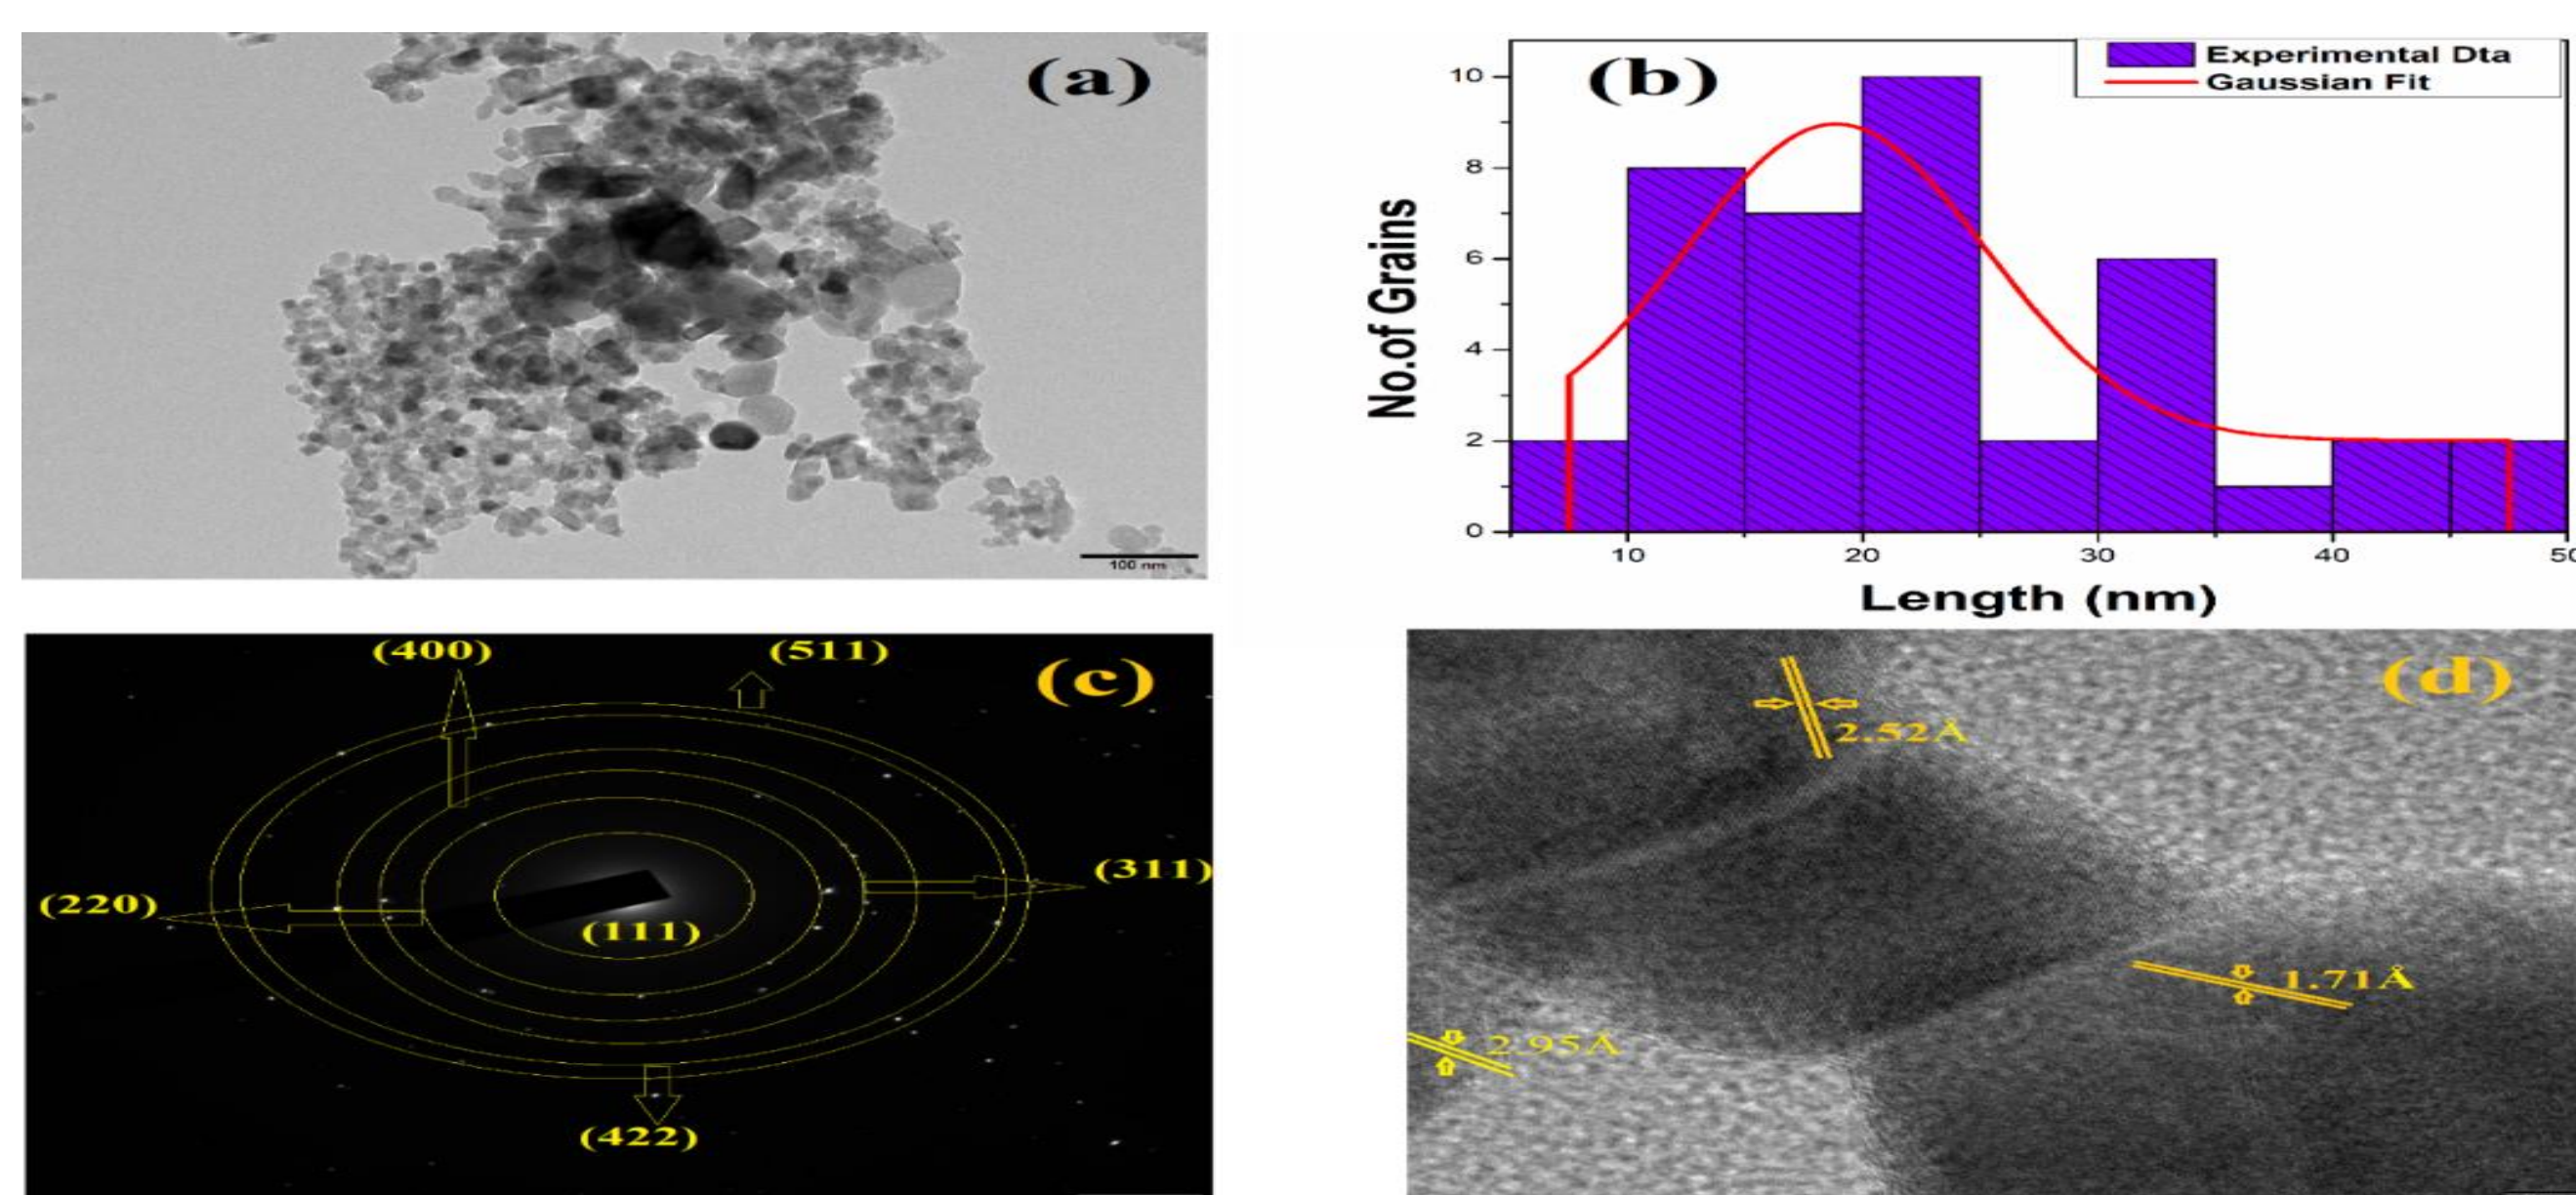 (a)
100 nm
(b)
Experimental Dta
Gaussian Fit
No.of Grains
10
8
6
4
2
0
10
20
30
40
Length (nm)
(c)
(400)
(511)
(311)
(220)
(111)
(422)
(d)
2.52Å
1.71Å
2.95Å